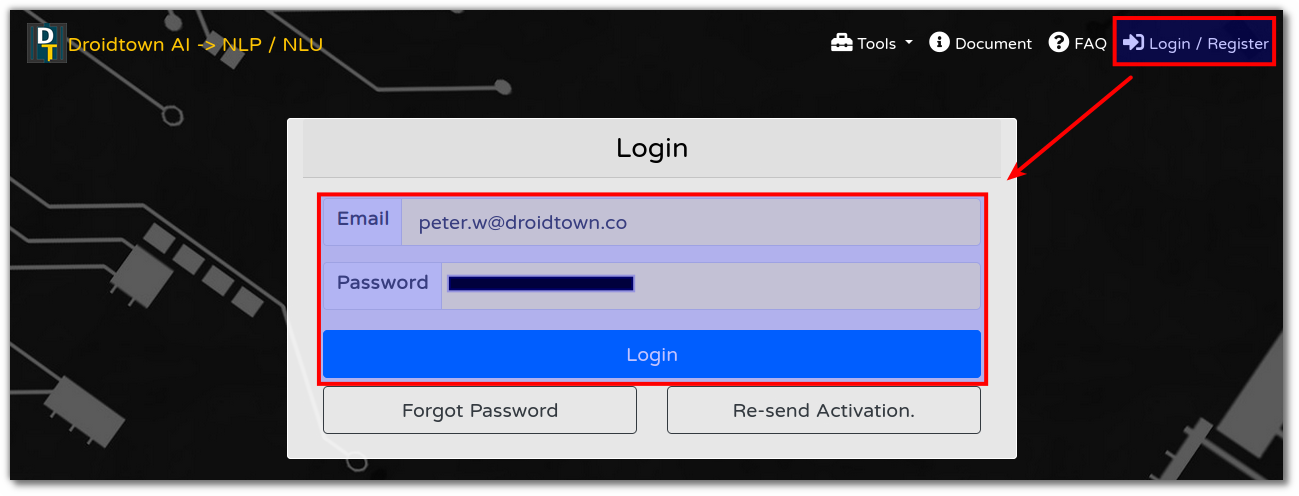 DT Droidtown AI -> NLP / NLU Tools Document FAQ Login / Register
Login
Email peter.w@droidtown.co
Password
Login
Forgot Password Re-send Activation.